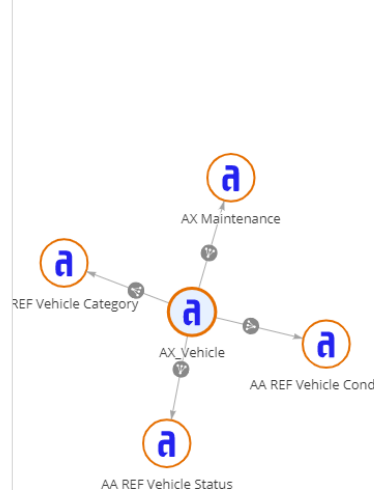 a
AX Maintenance
a
REF Vehicle Category
a
AX_Vehicle
a
AA REF Vehicle Cond
a
AA REF Vehicle Status